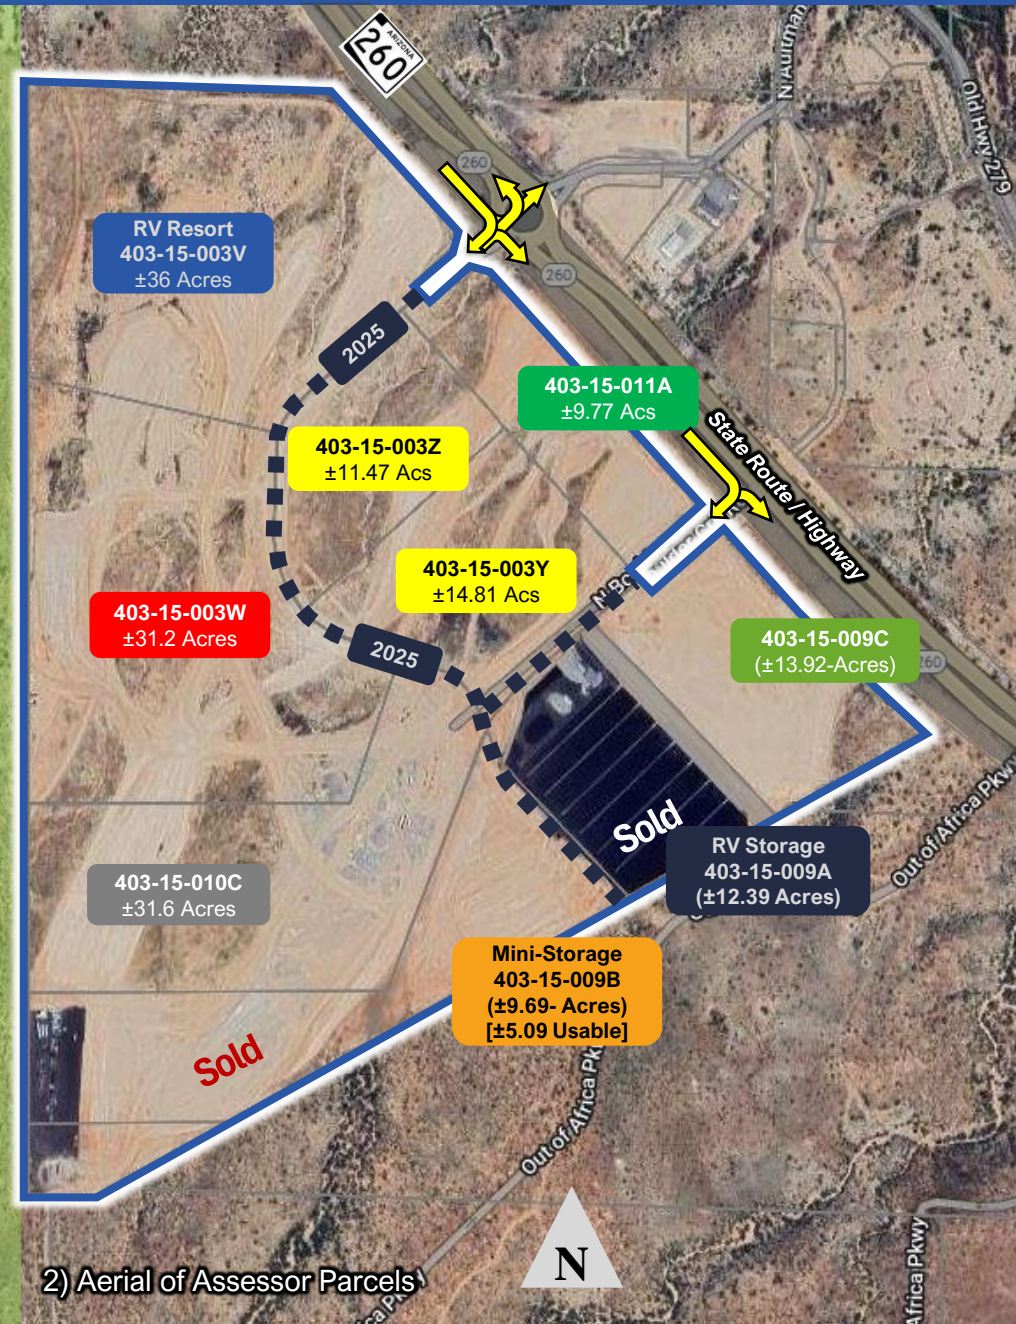 ARIZONA
260
N Aultman
Old Hwy 279
260
RV Resort
403-15-003V
±36 Acres
260
2025
403-15-011A
±9.77 Acs
State Route / Highway
403-15-003Z
±11.47 Acs
403-15-003Y
±14.81 Acs
403-15-003W
±31.2 Acres
2025
403-15-009C
(±13.92-Acres)
260
Sold
RV Storage
403-15-009A
(±12.39 Acres)
Out of Africa Pkwy
403-15-010C
±31.6 Acres
Mini-Storage
403-15-009B
(±9.69- Acres)
[±5.09 Usable]
Sold
Out of Africa Pk
N
2) Aerial of Assessor Parcels
ca Pk
Africa Pkwy